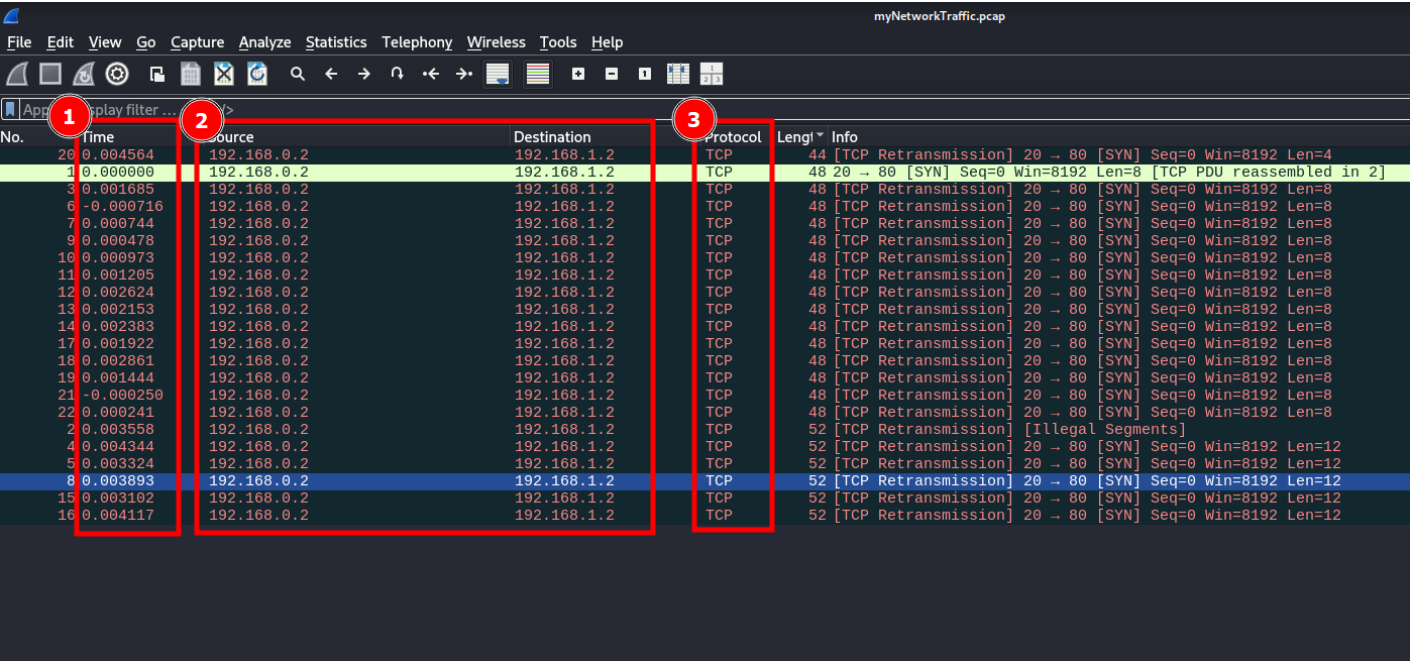 myNetworkTraffic.pcap
File Edit View Go Capture Analyze Statistics Telephony Wireless Tools Help
App play filter … />
1 2 3
No. Time Source Destination Protocol Lengt Info
20 0.004564 192.168.0.2 192.168.1.2 TCP 44 [TCP Retransmission] 20 → 80 [SYN] Seq=0 Win=8192 Len=4
1 0.000000 192.168.0.2 192.168.1.2 TCP 48 20 → 80 [SYN] Seq=0 Win=8192 Len=8 [TCP PDU reassembled in 2]
3 0.001685 192.168.0.2 192.168.1.2 TCP 48 [TCP Retransmission] 20 → 80 [SYN] Seq=0 Win=8192 Len=8
6 -0.000716 192.168.0.2 192.168.1.2 TCP 48 [TCP Retransmission] 20 → 80 [SYN] Seq=0 Win=8192 Len=8
7 0.000744 192.168.0.2 192.168.1.2 TCP 48 [TCP Retransmission] 20 → 80 [SYN] Seq=0 Win=8192 Len=8
9 0.000478 192.168.0.2 192.168.1.2 TCP 48 [TCP Retransmission] 20 → 80 [SYN] Seq=0 Win=8192 Len=8
10 0.000973 192.168.0.2 192.168.1.2 TCP 48 [TCP Retransmission] 20 → 80 [SYN] Seq=0 Win=8192 Len=8
11 0.001205 192.168.0.2 192.168.1.2 TCP 48 [TCP Retransmission] 20 → 80 [SYN] Seq=0 Win=8192 Len=8
12 0.002624 192.168.0.2 192.168.1.2 TCP 48 [TCP Retransmission] 20 → 80 [SYN] Seq=0 Win=8192 Len=8
13 0.002153 192.168.0.2 192.168.1.2 TCP 48 [TCP Retransmission] 20 → 80 [SYN] Seq=0 Win=8192 Len=8
14 0.002383 192.168.0.2 192.168.1.2 TCP 48 [TCP Retransmission] 20 → 80 [SYN] Seq=0 Win=8192 Len=8
17 0.001922 192.168.0.2 192.168.1.2 TCP 48 [TCP Retransmission] 20 → 80 [SYN] Seq=0 Win=8192 Len=8
18 0.002861 192.168.0.2 192.168.1.2 TCP 48 [TCP Retransmission] 20 → 80 [SYN] Seq=0 Win=8192 Len=8
19 0.001444 192.168.0.2 192.168.1.2 TCP 48 [TCP Retransmission] 20 → 80 [SYN] Seq=0 Win=8192 Len=8
21 -0.000250 192.168.0.2 192.168.1.2 TCP 48 [TCP Retransmission] 20 → 80 [SYN] Seq=0 Win=8192 Len=8
22 0.000241 192.168.0.2 192.168.1.2 TCP 48 [TCP Retransmission] 20 → 80 [SYN] Seq=0 Win=8192 Len=8
2 0.003558 192.168.0.2 192.168.1.2 TCP 52 [TCP Retransmission] [Illegal Segments]
4 0.004344 192.168.0.2 192.168.1.2 TCP 52 [TCP Retransmission] 20 → 80 [SYN] Seq=0 Win=8192 Len=12
5 0.003324 192.168.0.2 192.168.1.2 TCP 52 [TCP Retransmission] 20 → 80 [SYN] Seq=0 Win=8192 Len=12
8 0.003893 192.168.0.2 192.168.1.2 TCP 52 [TCP Retransmission] 20 → 80 [SYN] Seq=0 Win=8192 Len=12
15 0.003102 192.168.0.2 192.168.1.2 TCP 52 [TCP Retransmission] 20 → 80 [SYN] Seq=0 Win=8192 Len=12
16 0.004117 192.168.0.2 192.168.1.2 TCP 52 [TCP Retransmission] 20 → 80 [SYN] Seq=0 Win=8192 Len=12